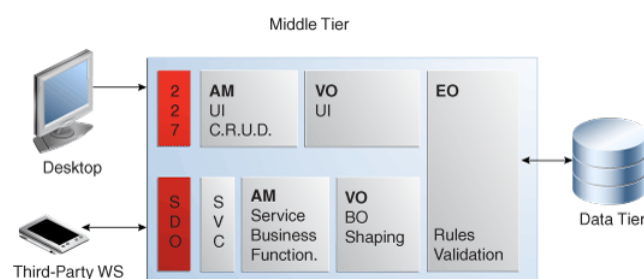 Middle Tier
2
2
7
AM
UI
C.R.U.D.
VO
UI
EO
Rules
Validation
Desktop
S
D
O
S
V
C
AM
Service
Business
Function.
VO
BO
Shaping
Third-Party WS
Data Tier